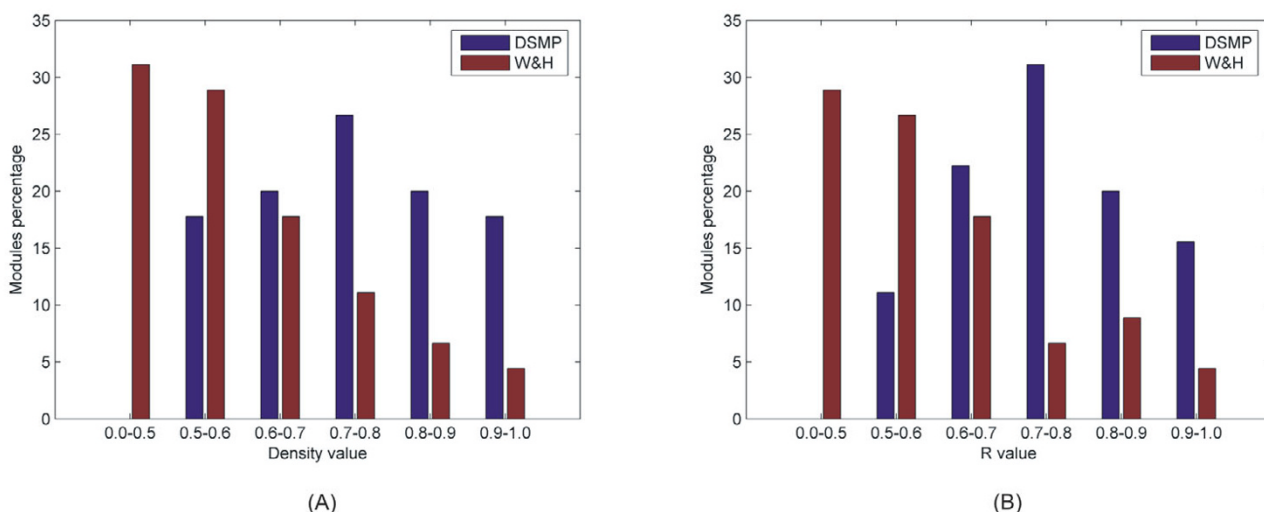 35
30
25
20
15
10
5
0
Modules percentage
DSMP
W&H
0.0-0.5 0.5-0.6 0.6-0.7 0.7-0.8 0.8-0.9 0.9-1.0
Density value
(A)
35
30
25
20
15
10
5
0
Modules percentage
DSMP
W&H
0.0-0.5 0.5-0.6 0.6-0.7 0.7-0.8 0.8-0.9 0.9-1.0
R value
(B)